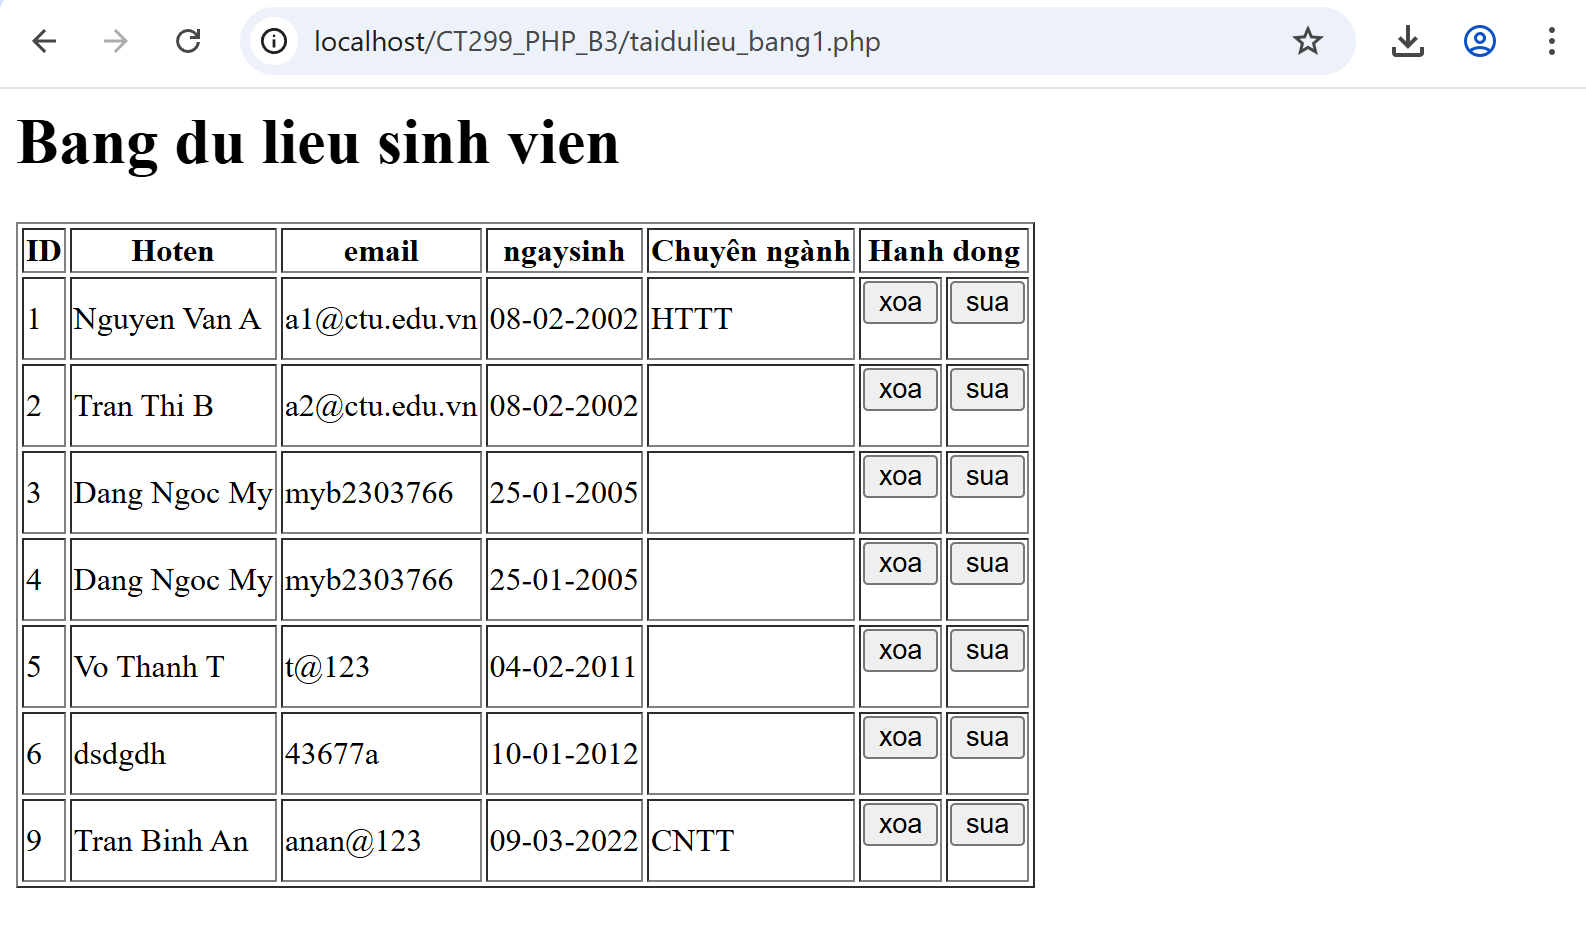 localhost/CT299_PHP_B3/taidulieu_bang1.php
Bang du lieu sinh vien
ID Hoten email ngaysinh Chuyên ngành Hanh dong
1 Nguyen Van A a1@ctu.edu.vn 08-02-2002 HTTT xoa sua
2 Tran Thi B a2@ctu.edu.vn 08-02-2002 xoa sua
3 Dang Ngoc My myb2303766 25-01-2005 xoa sua
4 Dang Ngoc My myb2303766 25-01-2005 xoa sua
5 Vo Thanh T t@123 04-02-2011 xoa sua
6 dsdgdh 43677a 10-01-2012 xoa sua
9 Tran Binh An anan@123 09-03-2022 CNTT xoa sua